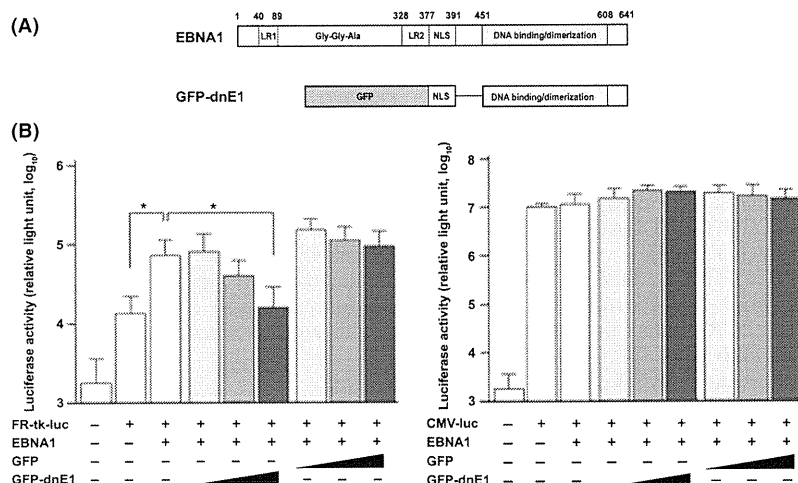 (A)
1 40 89 328 377 391 451 608 641
EBNA1 LR1 Gly-Gly-Ala LR2 NLS DNA binding/dimerization
GFP-dnE1 GFP NLS DNA binding/dimerization
(B)
Luciferase activity (relative light unit, log10)
6
5
4
3
* *
FR-tk-luc – + + + + + + + +
EBNA1 – – + + + + + + +
GFP – – – – – –
GFP-dnE1 – – – – – –
Luciferase activity (relative light unit, log10)
8
7
6
5
4
3
CMV-luc – + + + + + + + +
EBNA1 – – + + + + + + +
GFP – – – – – –
GFP-dnE1 – – – – – –